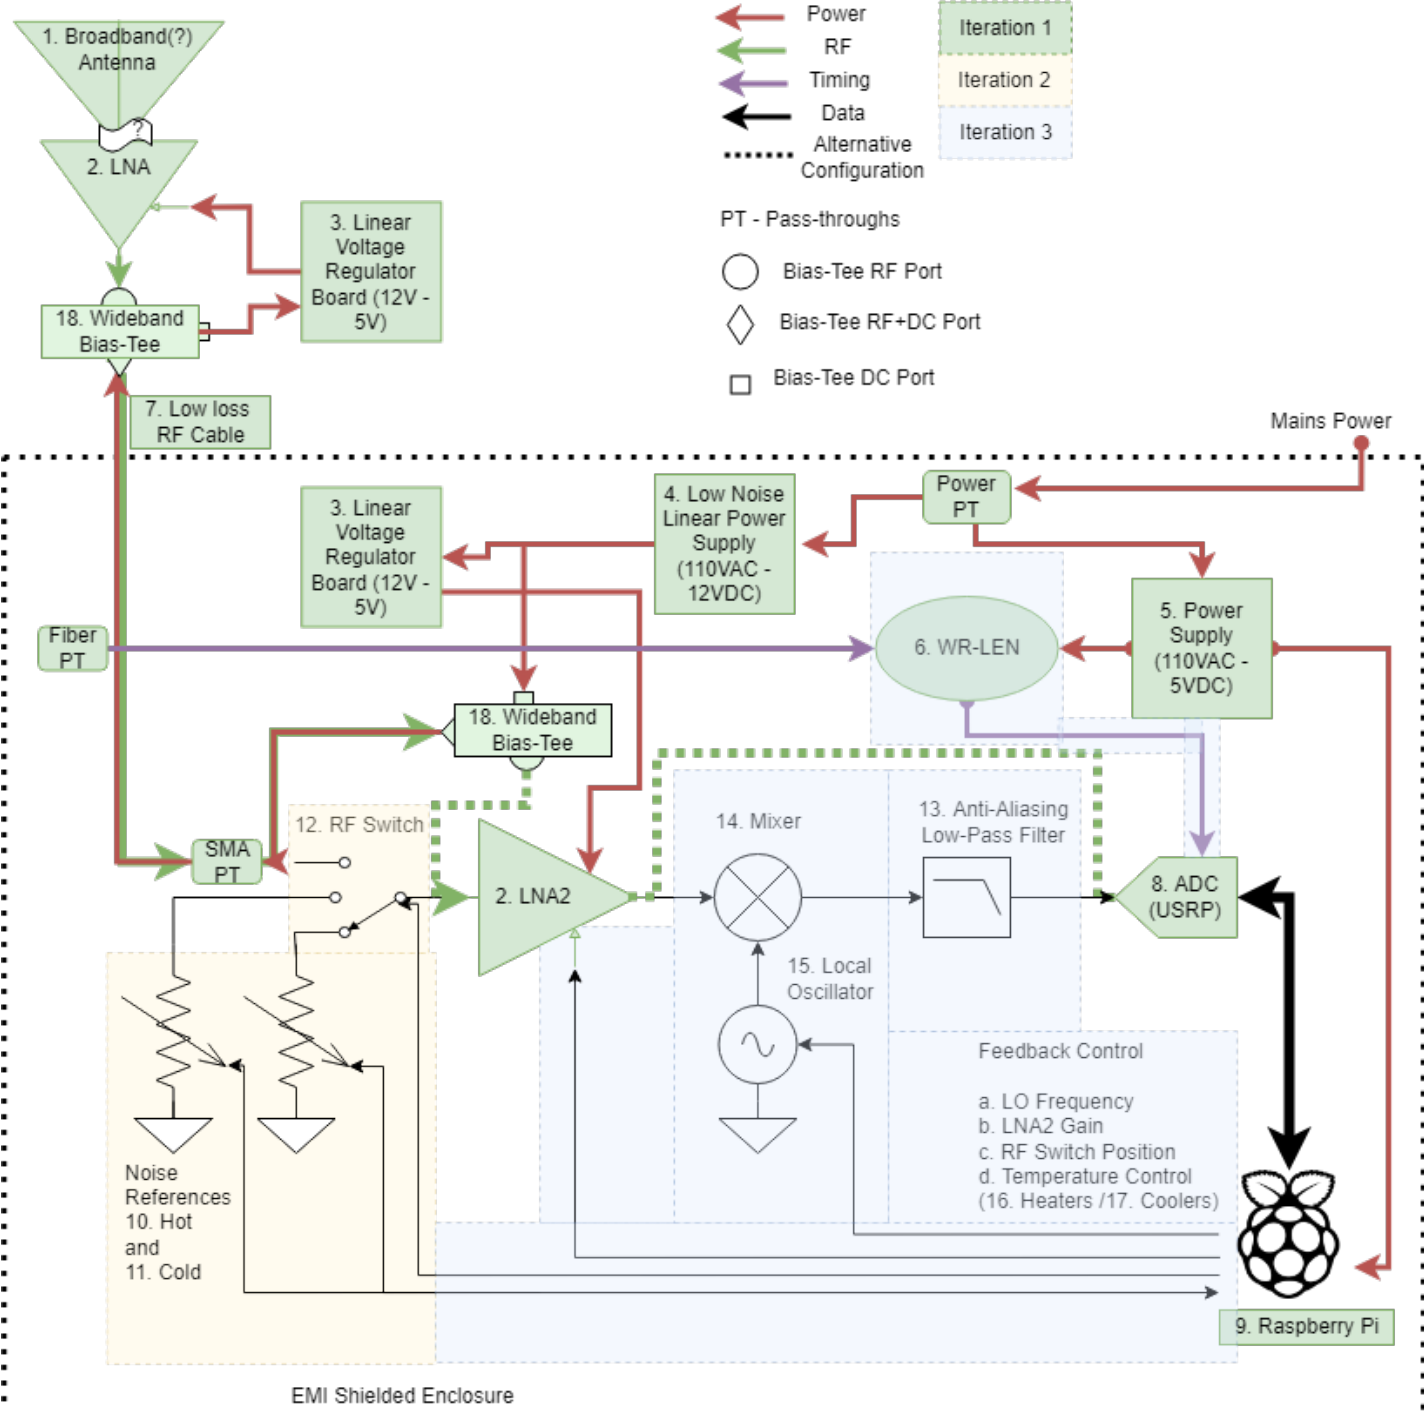 1. Broadband(?)
Antenna
?
2. LNA
3. Linear
Voltage
Regulator
Board (12V -
5V)
18. Wideband
Bias-Tee
7. Low loss
RF Cable
Power
RF
Timing
Data
Alternative
Configuration
Iteration 1
Iteration 2
Iteration 3
PT - Pass-throughs
Bias-Tee RF Port
Bias-Tee RF+DC Port
Bias-Tee DC Port
Mains Power
3. Linear
Voltage
Regulator
Board (12V -
5V)
4. Low Noise
Linear Power
Supply
(110VAC -
12VDC)
Power
PT
Fiber
PT
6. WR-LEN
5. Power
Supply
(110VAC -
5VDC)
18. Wideband
Bias-Tee
SMA
PT
12. RF Switch
2. LNA2
14. Mixer
13. Anti-Aliasing
Low-Pass Filter
8. ADC
(USRP)
15. Local
Oscillator
Feedback Control
a. LO Frequency
b. LNA2 Gain
c. RF Switch Position
d. Temperature Control
(16. Heaters /17. Coolers)
Noise
References
10. Hot
and
11. Cold
9. Raspberry Pi
EMI Shielded Enclosure